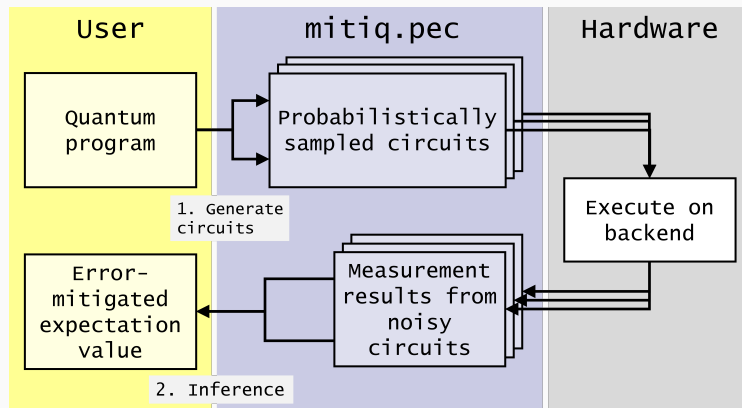 User
mitiq.pec
Hardware
Quantum
program
Probabilistically
sampled circuits
1. Generate
circuits
Execute on
backend
Measurement
results from
noisy
circuits
Error-
mitigated
expectation
value
2. Inference